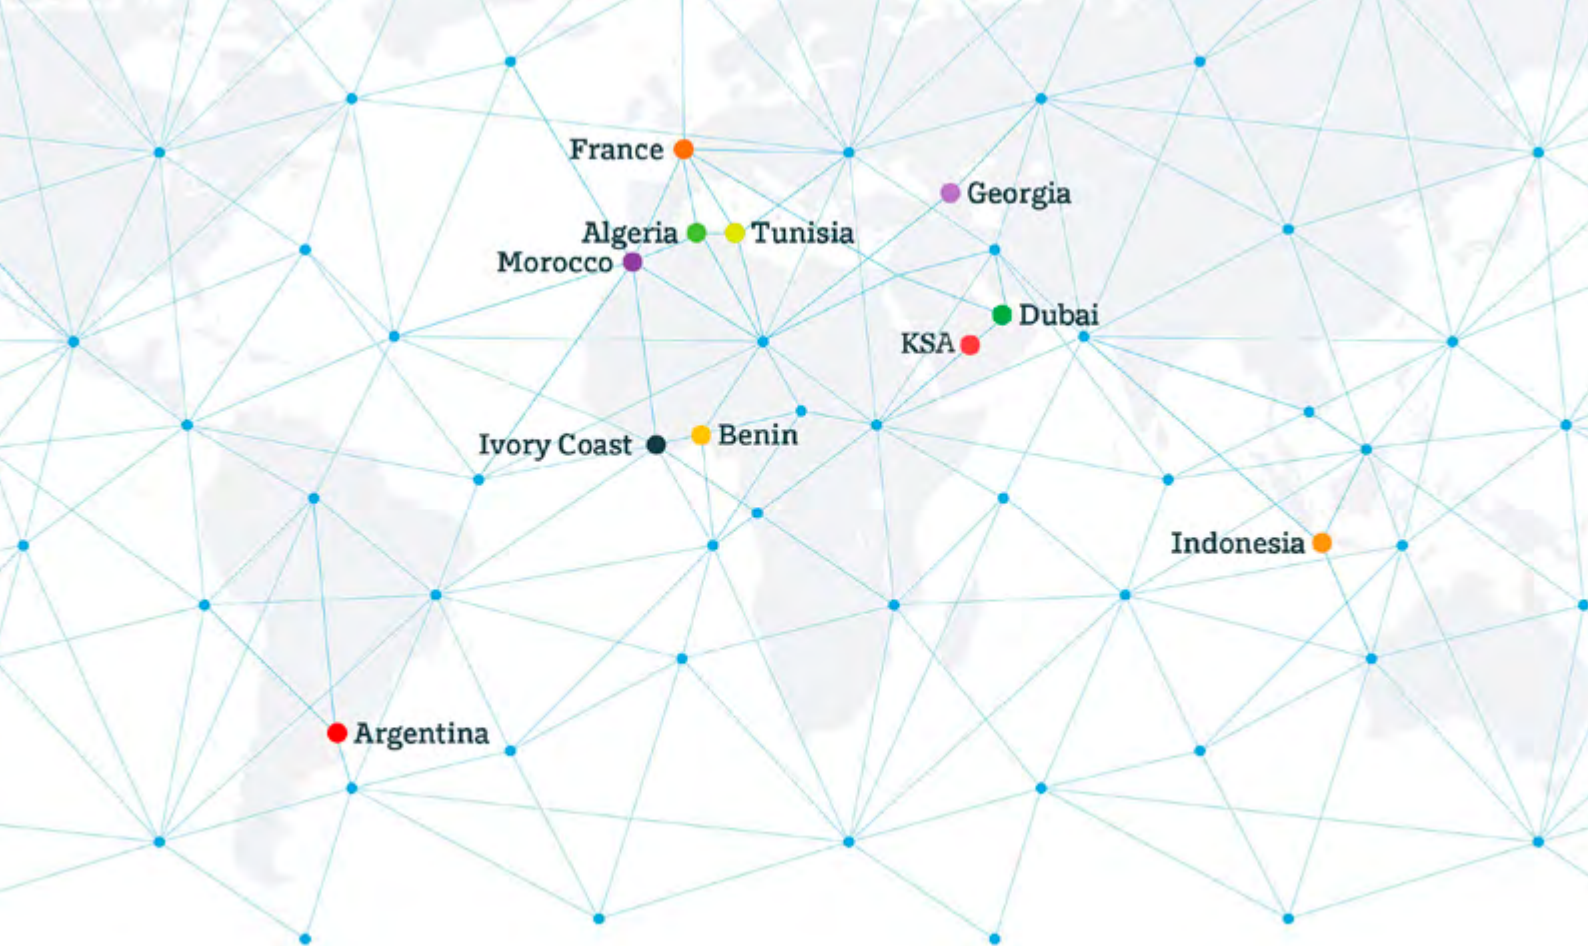 France
Georgia
Algeria
Tunisia
Morocco
Dubai
KSA
Ivory Coast
Benin
Indonesia
Argentina